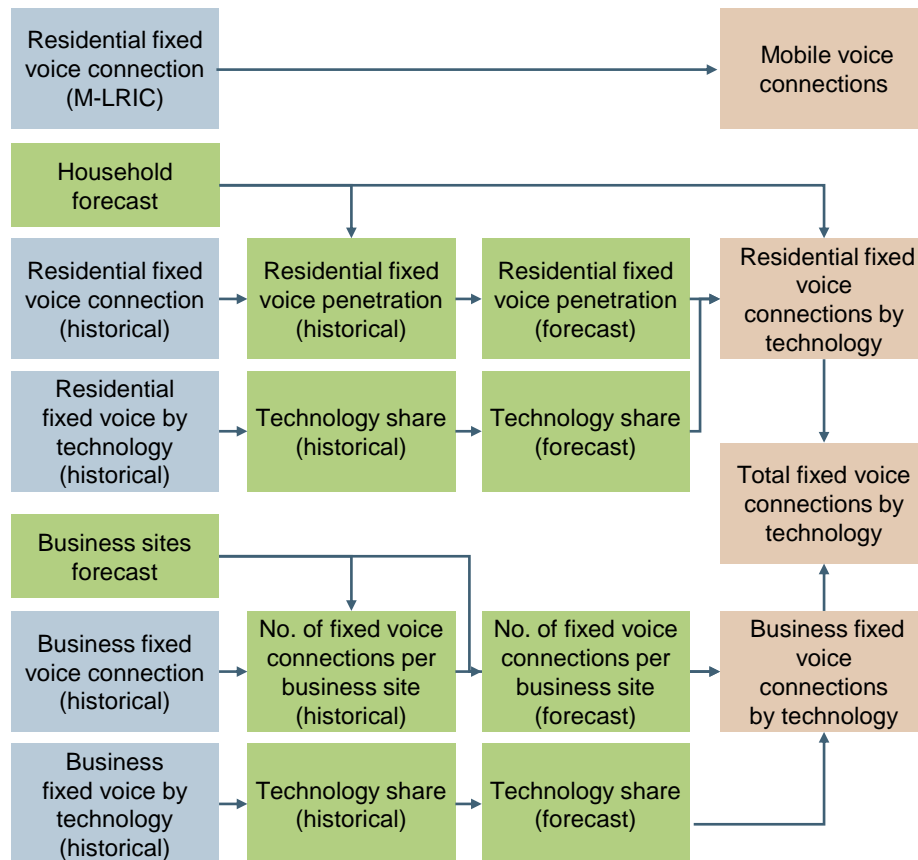 Residential fixed
voice connection
(M-LRIC)
Mobile voice
connections
Household
forecast
Residential fixed
voice connection
(historical)
Residential fixed
voice penetration
(historical)
Residential fixed
voice penetration
(forecast)
Residential fixed
voice
connections by
technology
Residential
fixed voice by
technology
(historical)
Technology share
(historical)
Technology share
(forecast)
Total fixed voice
connections by
technology
Business sites
forecast
Business fixed
voice connection
(historical)
No. of fixed voice
connections per
business site
(historical)
No. of fixed voice
connections per
business site
(forecast)
Business fixed
voice
connections
by technology
Business
fixed voice by
technology
(historical)
Technology share
(historical)
Technology share
(forecast)